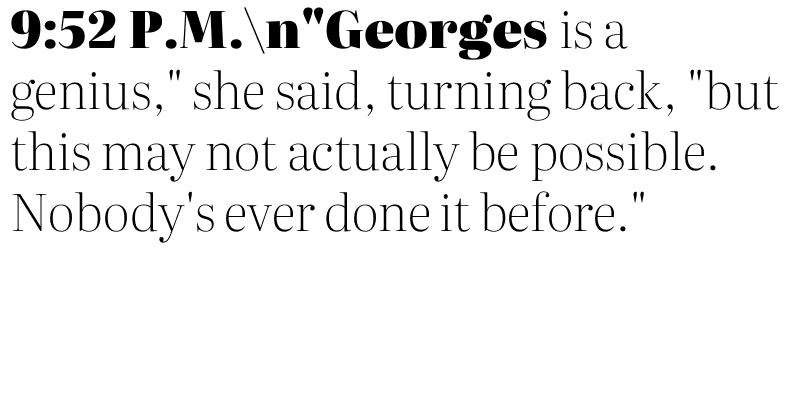 9:52 P.M.\n"Georges is a
genius," she said, turning back, "but
this may not actually be possible.
Nobody's ever done it before."